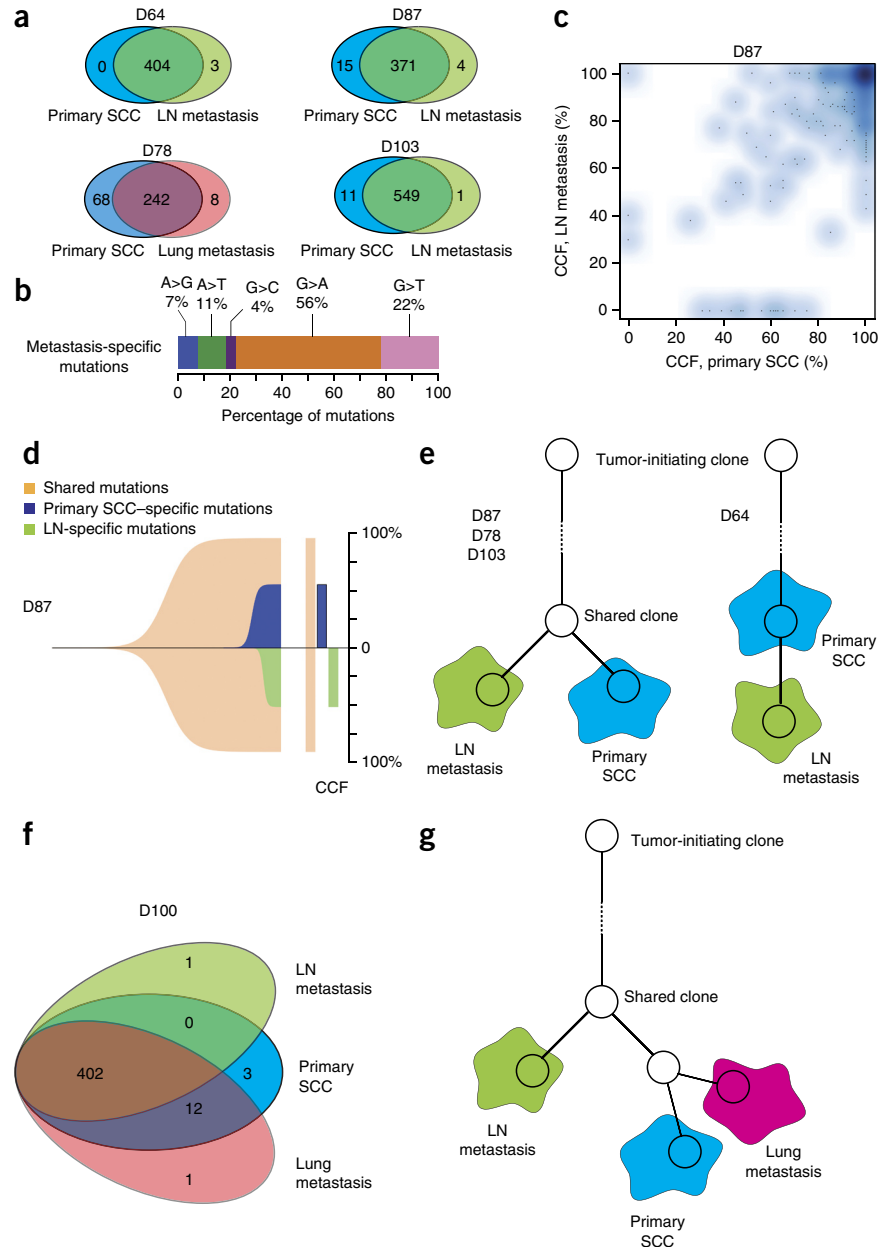 a
D64
0 404 3
Primary SCC LN metastasis
D87
15 371 4
Primary SCC LN metastasis
D78
68 242 8
Primary SCC Lung metastasis
D103
11 549 1
Primary SCC LN metastasis
b
A>G
7%
A>T
11%
G>C
4%
G>A
56%
G>T
22%
Metastasis-specific
mutations
0 20 40 60 80 100
Percentage of mutations
c
D87
CCF, LN metastasis (%)
100
80
60
40
20
0
0 20 40 60 80 100
CCF, primary SCC (%)
d
Shared mutations
Primary SCC–specific mutations
LN-specific mutations
D87
100%
0
100%
CCF
e
Tumor-initiating clone
D87
D78
D103
D64
Shared clone
LN
metastasis
Primary
SCC
Primary
SCC
LN
metastasis
f
D100
1
LN
metastasis
0
402
3
Primary
SCC
12
1
Lung
metastasis
g
Tumor-initiating clone
Shared clone
LN
metastasis
Primary
SCC
Lung
metastasis